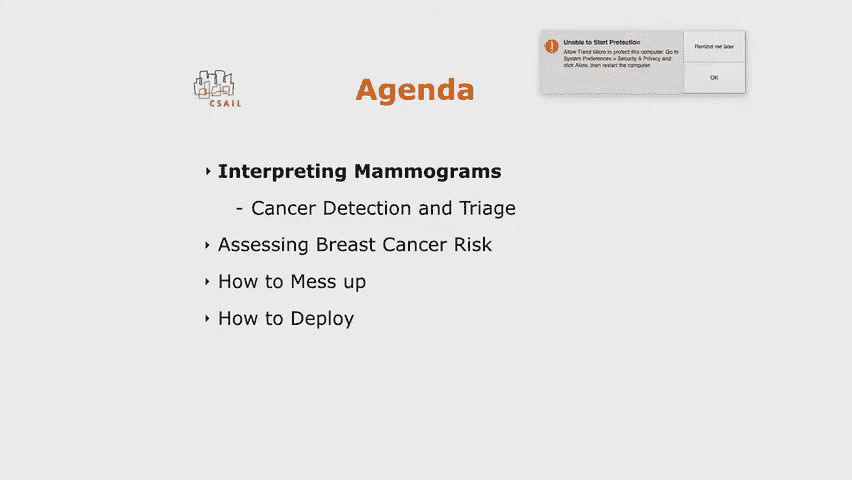 Unable to Start Protection
Allow Trend Micro to protect this computer. Go to
System Preferences > Security & Privacy and
click Allow, then restart the computer.
Remind me later
OK
CSAIL
Agenda
‣ Interpreting Mammograms
- Cancer Detection and Triage
‣ Assessing Breast Cancer Risk
‣ How to Mess up
‣ How to Deploy